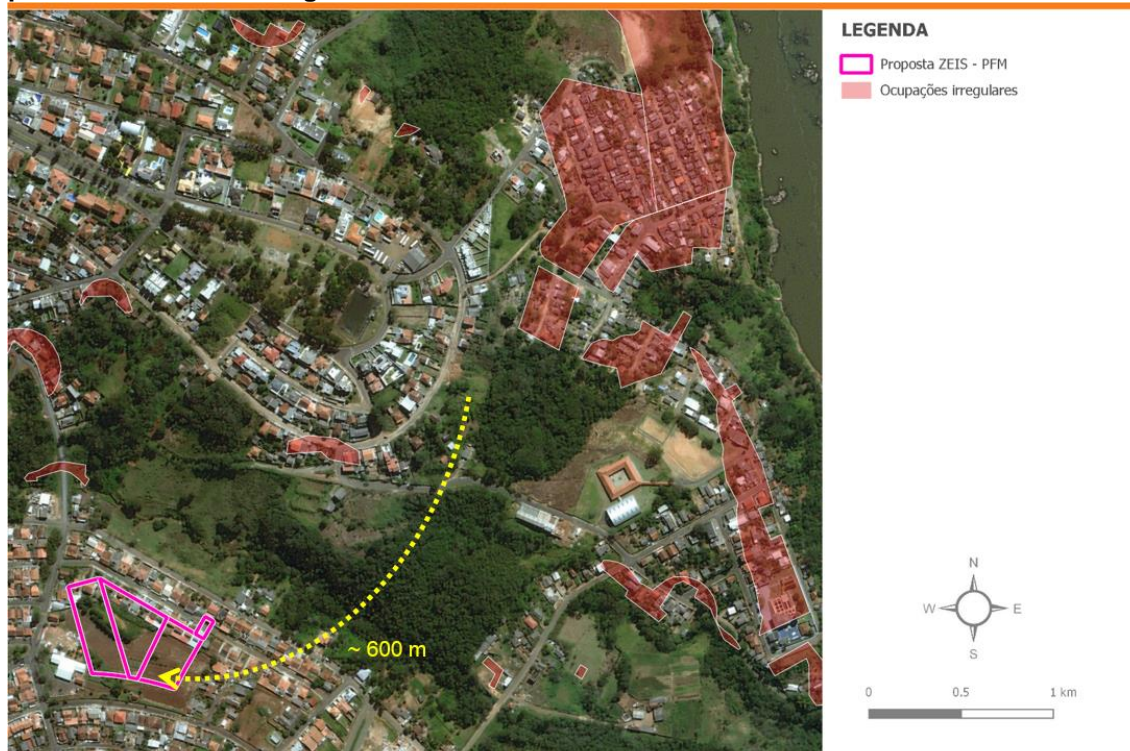 LEGENDA
Proposta ZEIS - PFM
Ocupações irregulares
~ 600 m
N
W
E
S
0
0.5
1 km